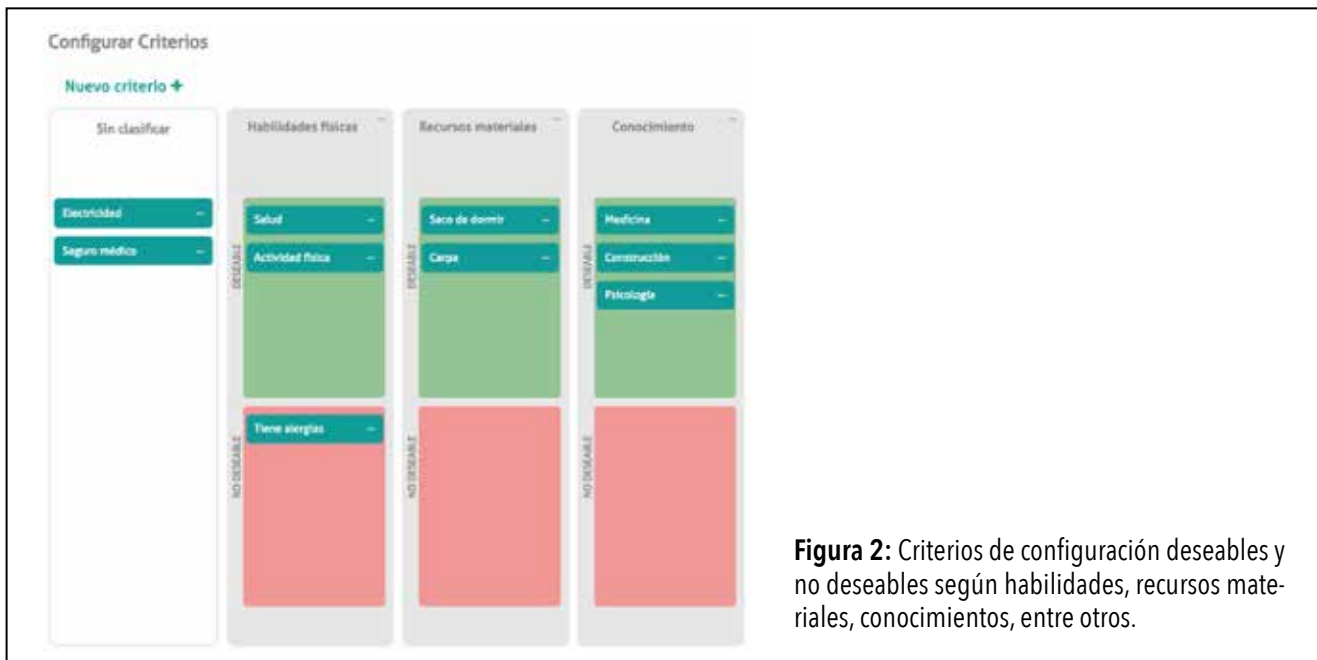 Configurar Criterios
Nuevo criterio +
Sin clasificar
Electricidad –
Seguro médico –
Habilidades físicas –
DESEABLE
Salud –
Actividad física –
NO DESEABLE
Tiene alergias –
Recursos materiales –
DESEABLE
Saco de dormir –
Carpa –
NO DESEABLE
Conocimiento –
DESEABLE
Medicina –
Construcción –
Psicología –
NO DESEABLE
Figura 2: Criterios de configuración deseables y
no deseables según habilidades, recursos mate-
riales, conocimientos, entre otros.